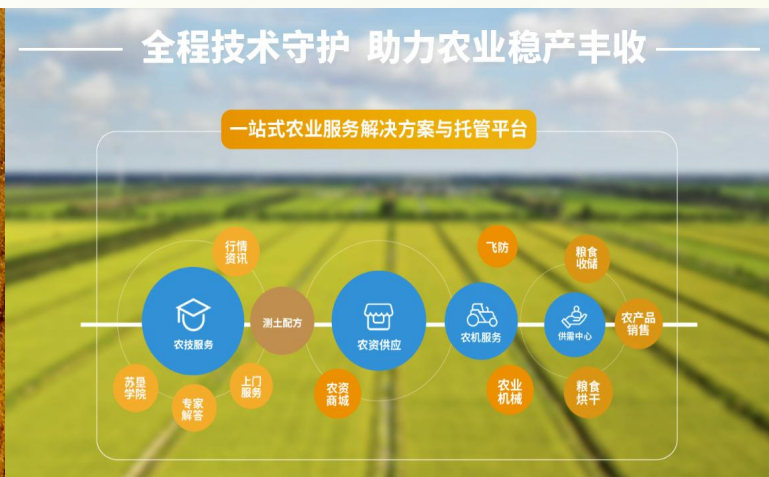 全程技术守护 助力农业稳产丰收
一站式农业服务解决方案与托管平台
行情
资讯
农技服务
测土配方
苏垦
学院
专家
解答
上门
服务
农资供应
农资
商城
飞防
农机服务
农业
机械
粮食
收储
供需中心
农产品
销售
粮食
烘干